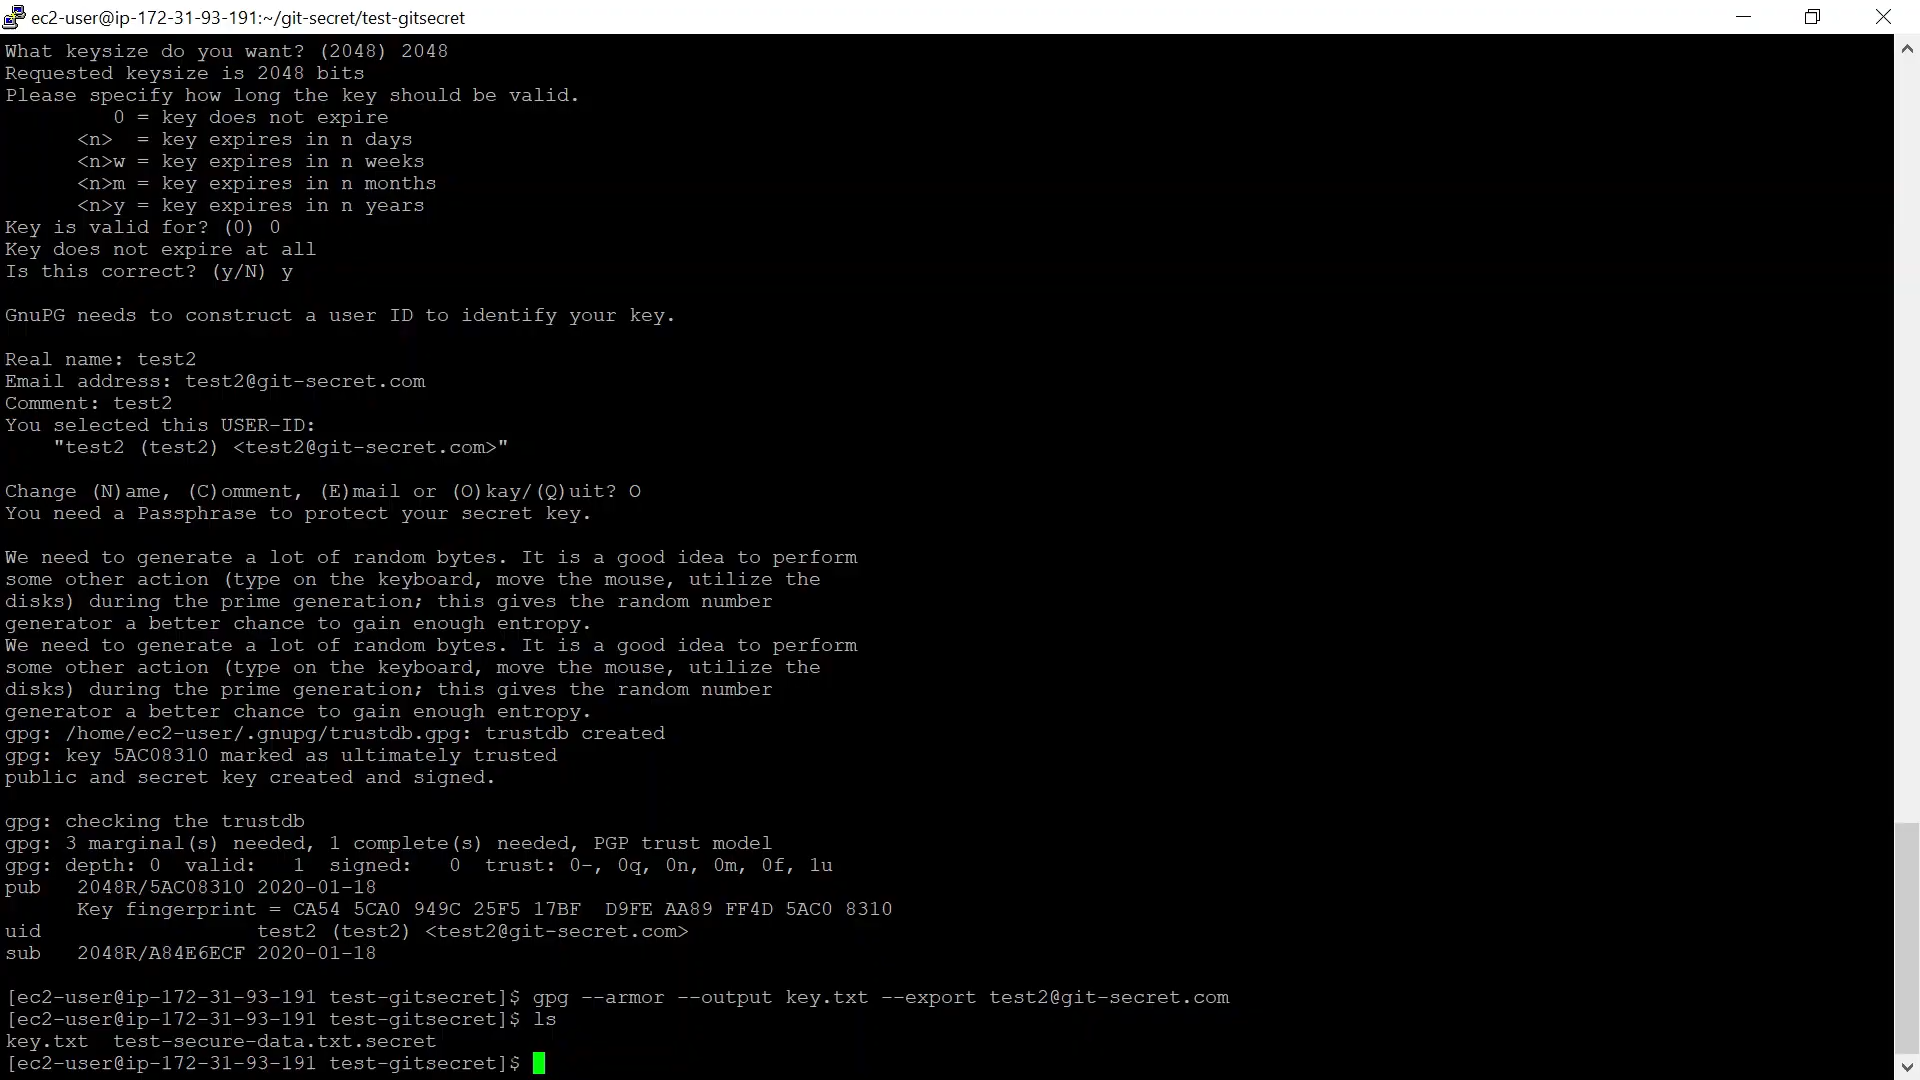 ec2-user@ip-172-31-93-191:~/git-secret/test-gitsecret
What keysize do you want? (2048) 2048
Requested keysize is 2048 bits
Please specify how long the key should be valid.
         0 = key does not expire
      <n>  = key expires in n days
      <n>w = key expires in n weeks
      <n>m = key expires in n months
      <n>y = key expires in n years
Key is valid for? (0) 0
Key does not expire at all
Is this correct? (y/N) y

GnuPG needs to construct a user ID to identify your key.

Real name: test2
Email address: test2@git-secret.com
Comment: test2
You selected this USER-ID:
    "test2 (test2) <test2@git-secret.com>"

Change (N)ame, (C)omment, (E)mail or (O)kay/(Q)uit? O
You need a Passphrase to protect your secret key.

We need to generate a lot of random bytes. It is a good idea to perform
some other action (type on the keyboard, move the mouse, utilize the
disks) during the prime generation; this gives the random number
generator a better chance to gain enough entropy.
We need to generate a lot of random bytes. It is a good idea to perform
some other action (type on the keyboard, move the mouse, utilize the
disks) during the prime generation; this gives the random number
generator a better chance to gain enough entropy.
gpg: /home/ec2-user/.gnupg/trustdb.gpg: trustdb created
gpg: key 5AC08310 marked as ultimately trusted
public and secret key created and signed.

gpg: checking the trustdb
gpg: 3 marginal(s) needed, 1 complete(s) needed, PGP trust model
gpg: depth: 0  valid:   1  signed:   0  trust: 0-, 0q, 0n, 0m, 0f, 1u
pub   2048R/5AC08310 2020-01-18
      Key fingerprint = CA54 5CA0 949C 25F5 17BF  D9FE AA89 FF4D 5AC0 8310
uid                  test2 (test2) <test2@git-secret.com>
sub   2048R/A84E6ECF 2020-01-18

[ec2-user@ip-172-31-93-191 test-gitsecret]$ gpg --armor --output key.txt --export test2@git-secret.com
[ec2-user@ip-172-31-93-191 test-gitsecret]$ ls
key.txt  test-secure-data.txt.secret
[ec2-user@ip-172-31-93-191 test-gitsecret]$